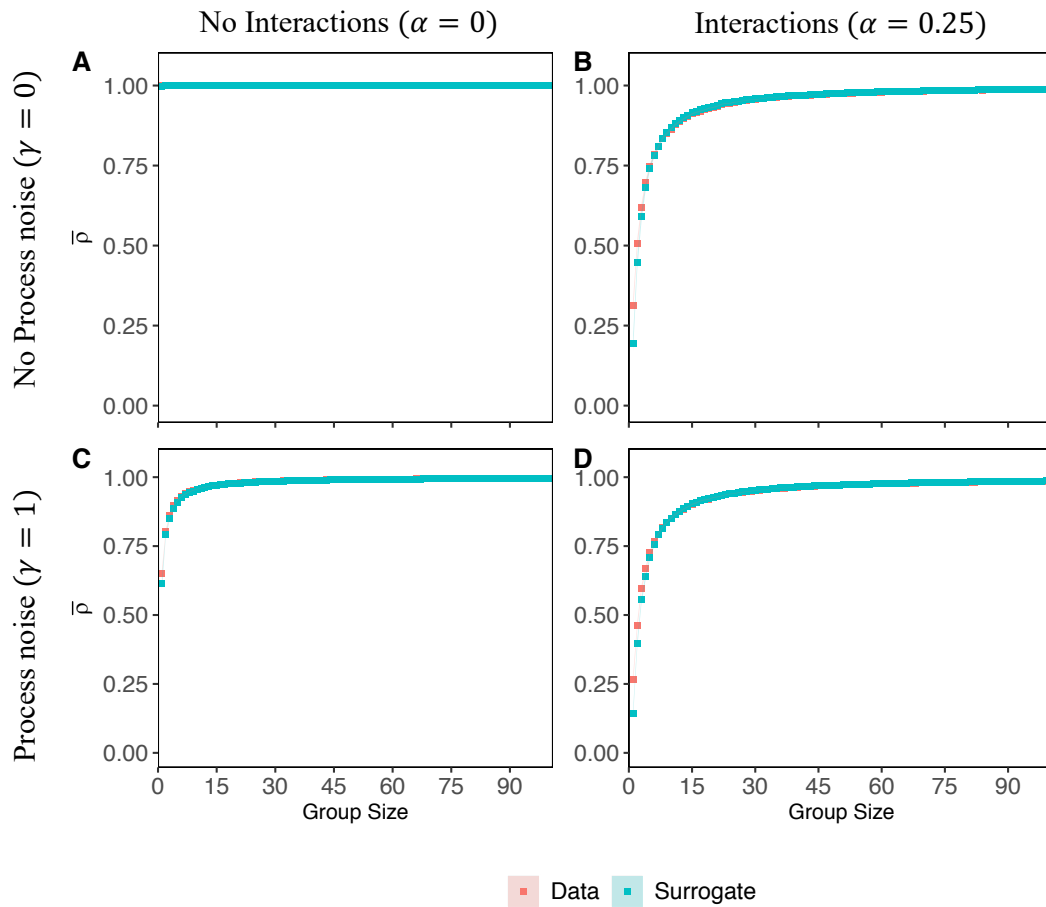 No Interactions (α = 0)
Interactions (α = 0.25)
No Process noise (γ = 0)
Process noise (γ = 1)
A
1.00
0.75
0.50
0.25
0.00
ρ̅
B
1.00
0.75
0.50
0.25
0.00
C
1.00
0.75
0.50
0.25
0.00
ρ̅
0 15 30 45 60 75 90
Group Size
D
1.00
0.75
0.50
0.25
0.00
0 15 30 45 60 75 90
Group Size
Data Surrogate